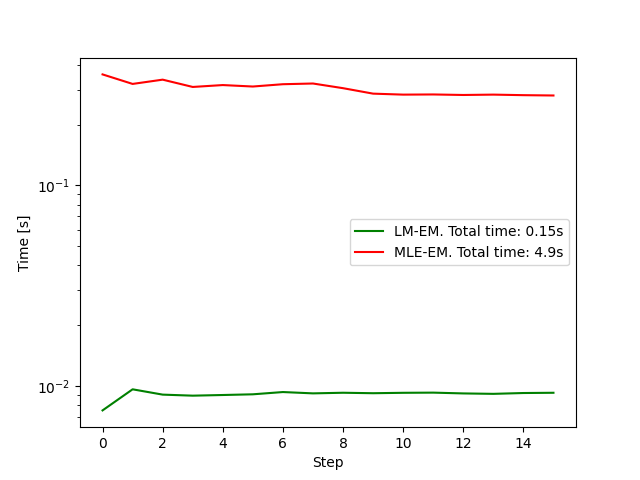 10⁻¹
10⁻²
Time [s]
LM-EM. Total time: 0.15s
MLE-EM. Total time: 4.9s
0 2 4 6 8 10 12 14
Step